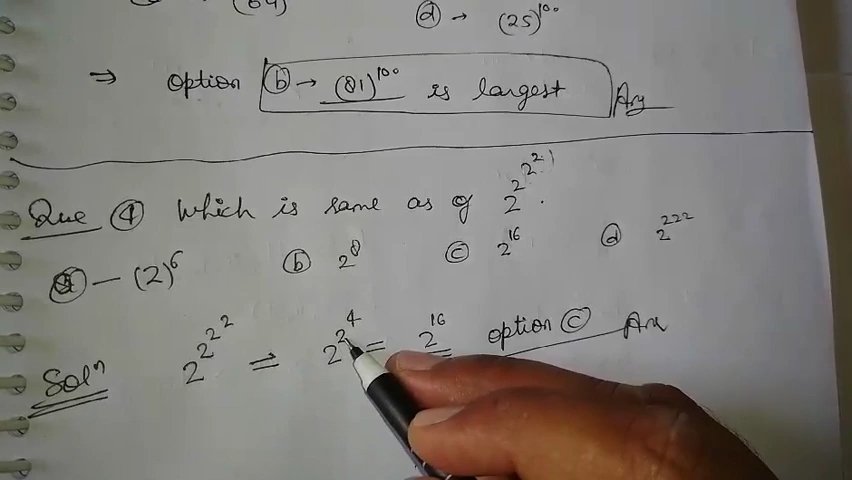 (64)
ⓓ → (25)¹⁰⁰
⇒ option ⓑ → (81)¹⁰⁰ is largest Ans
Que ④ Which is same as of 2^2^2^2.
ⓐ — (2)⁶ ⓑ 2⁸ ⓒ 2¹⁶ ⓓ 2²²²
Solⁿ 2^2^2^2 ⇒ 2^2^4 = 2¹⁶ option ⓒ Ans